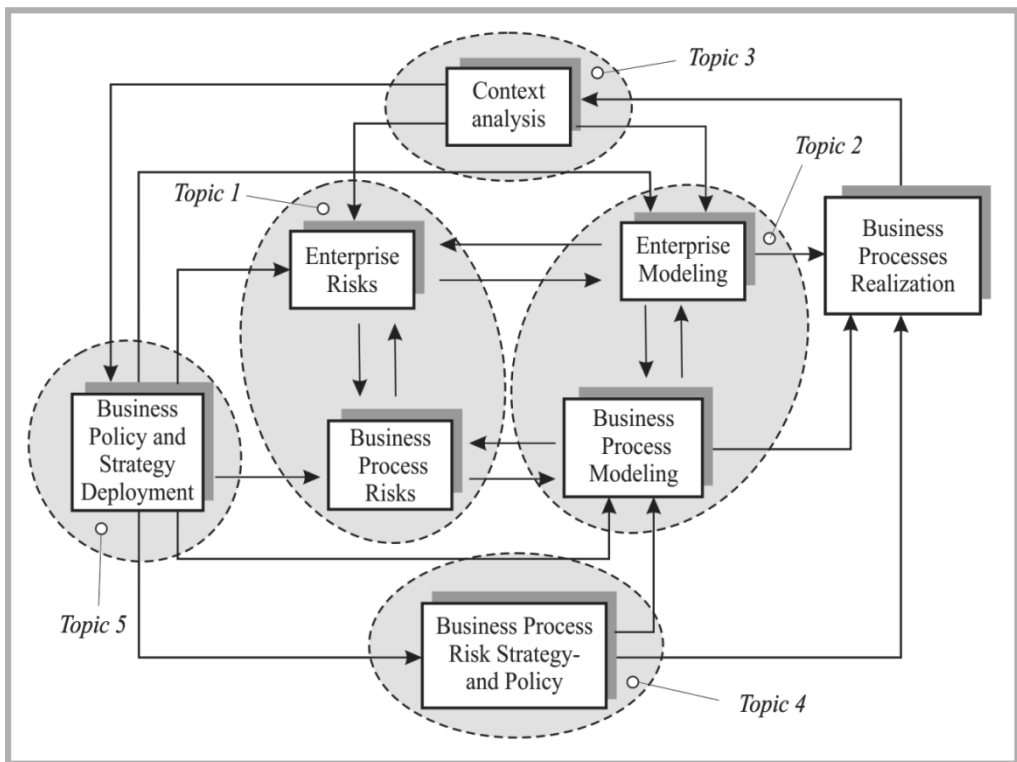 Topic 3
Context
analysis
Topic 2
Topic 1
Enterprise
Risks
Enterprise
Modeling
Business
Processes
Realization
Business
Policy and
Strategy
Deployment
Business
Process
Risks
Business
Process
Modeling
Topic 5
Business Process
Risk Strategy-
and Policy
Topic 4